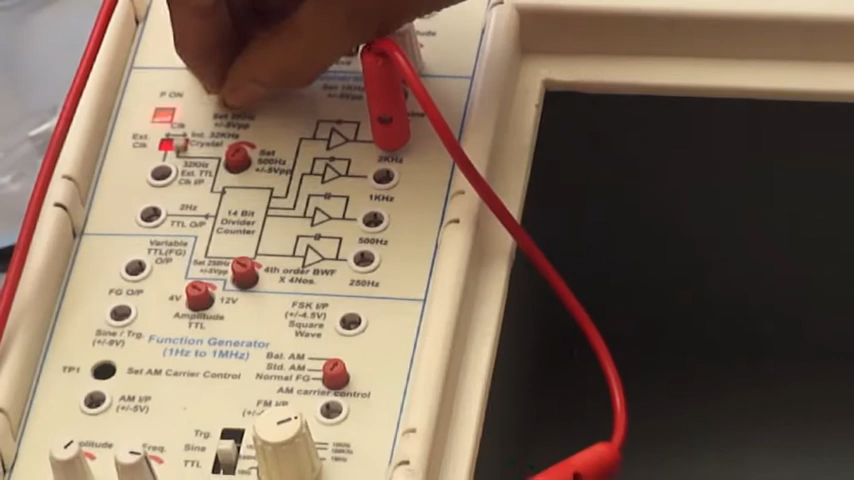 P ON
Set 1KHz
+/-5Vpp
Clk
Ext.
Clk
Int. 32KHz
Crystal
Set
500Hz
+/-5Vpp
2KHz
32KHz
Ext. TTL
Clk I/P
1KHz
2Hz
TTL O/P
14 Bit
Divider
Counter
500Hz
Variable
TTL(FG)
O/P
Set 250Hz
+/-5Vpp
4th order BWF
X 4Nos.
250Hz
FG O/P
4V
12V
Amplitude
TTL
FSK I/P
(+/-4.5V)
Square
Wave
Sine / Trg.
(+/-9V)
Function Generator
(1Hz to 1MHz)
TP1
Set AM Carrier Control
Bal. AM
Std. AM
Normal FG
AM carrier control
AM I/P
(+/-5V)
FM I/P
Trg.
Sine
TTL
Freq.